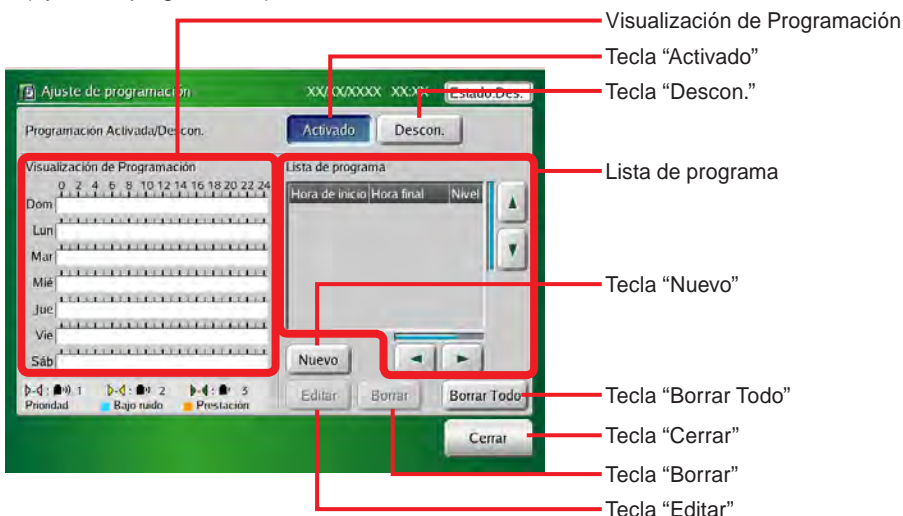 Visualización de Programación
Tecla “Activado”
Tecla “Descon.”
Lista de programa
Tecla “Nuevo”
Tecla “Borrar Todo”
Tecla “Cerrar”
Tecla “Borrar”
Tecla “Editar”
Ajuste de programación XX/XX/XXXX XX:XX Estado:Des.
Programación Activada/Descon. Activado Descon.
Visualización de Programación
0 2 4 6 8 10 12 14 16 18 20 22 24
Dom
Lun
Mar
Mié
Jue
Vie
Sáb
Lista de programa
Hora de inicio Hora final Nivel
Nuevo
: 1 : 2 : 3
Prioridad Bajo ruido Prestación
Editar Borrar Borrar Todo
Cerrar